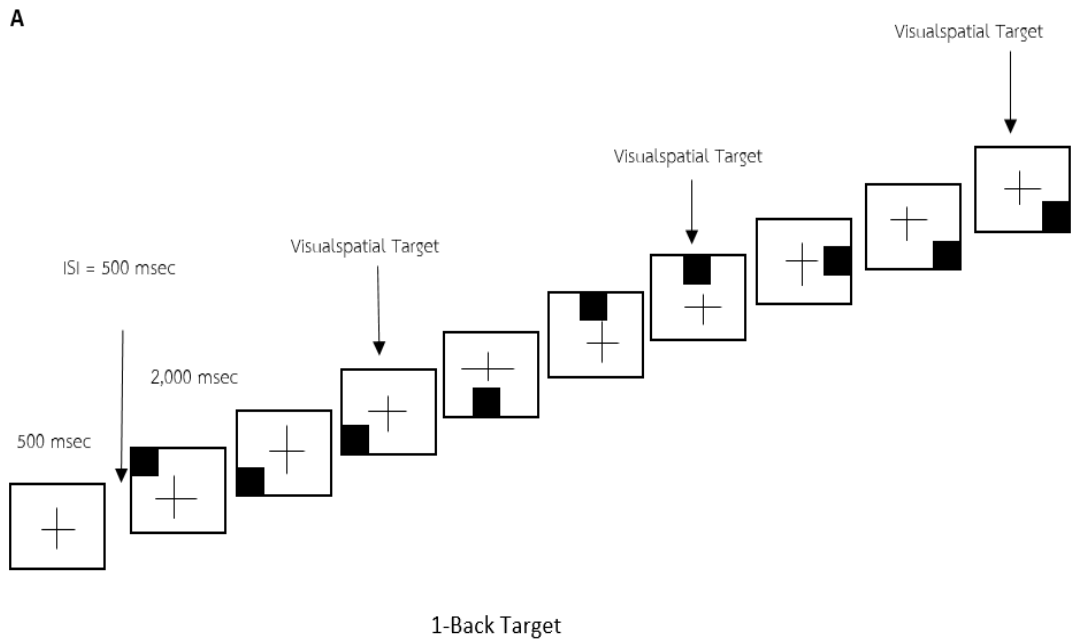 A
Visualspatial Target
Visualspatial Target
Visualspatial Target
ISI = 500 msec
2,000 msec
500 msec
1-Back Target